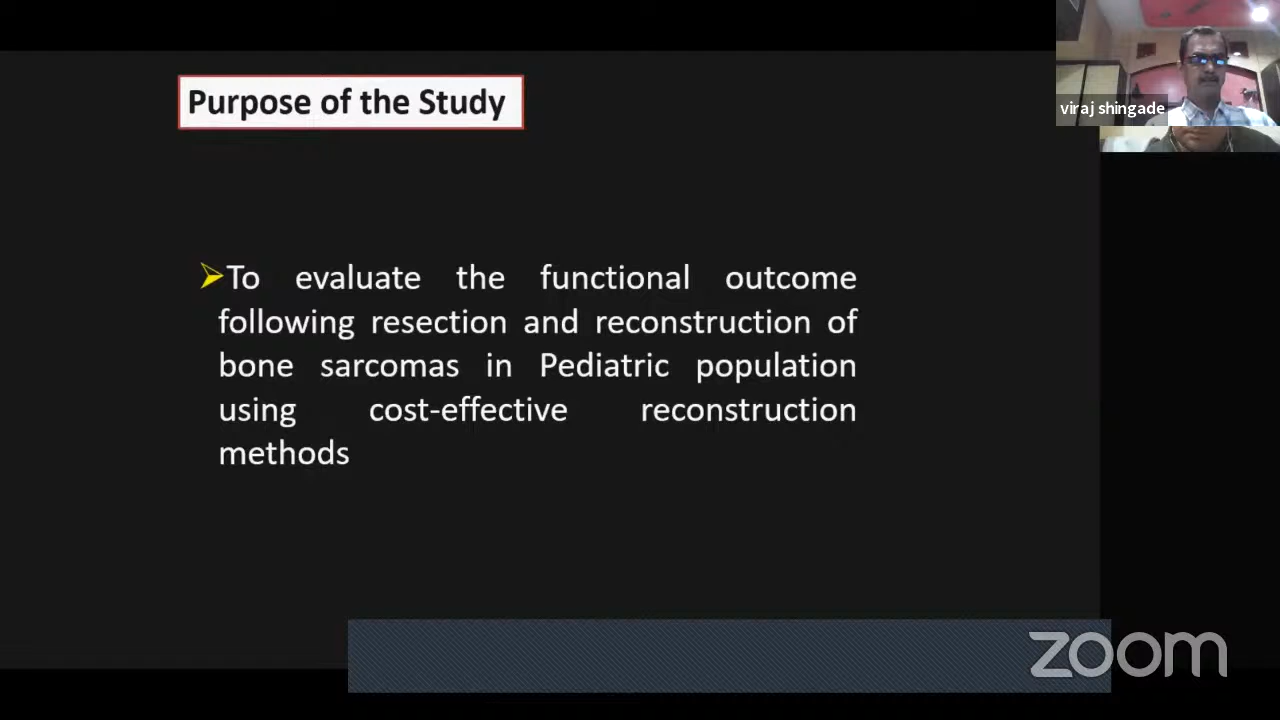 Purpose of the Study
viraj shingade
To evaluate the functional outcome
following resection and reconstruction of
bone sarcomas in Pediatric population
using cost-effective reconstruction
methods
zoom